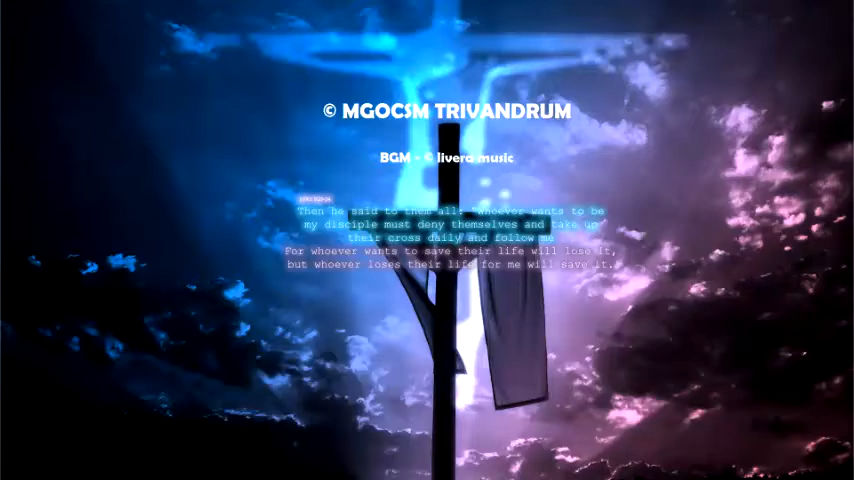 © MGOCSM TRIVANDRUM
BGM - © livera music
Then he said to them all: "Whoever wants to be
my disciple must deny themselves and take up
their cross daily and follow me
For whoever wants to save their life will lose it,
but whoever loses their life for me will save it.